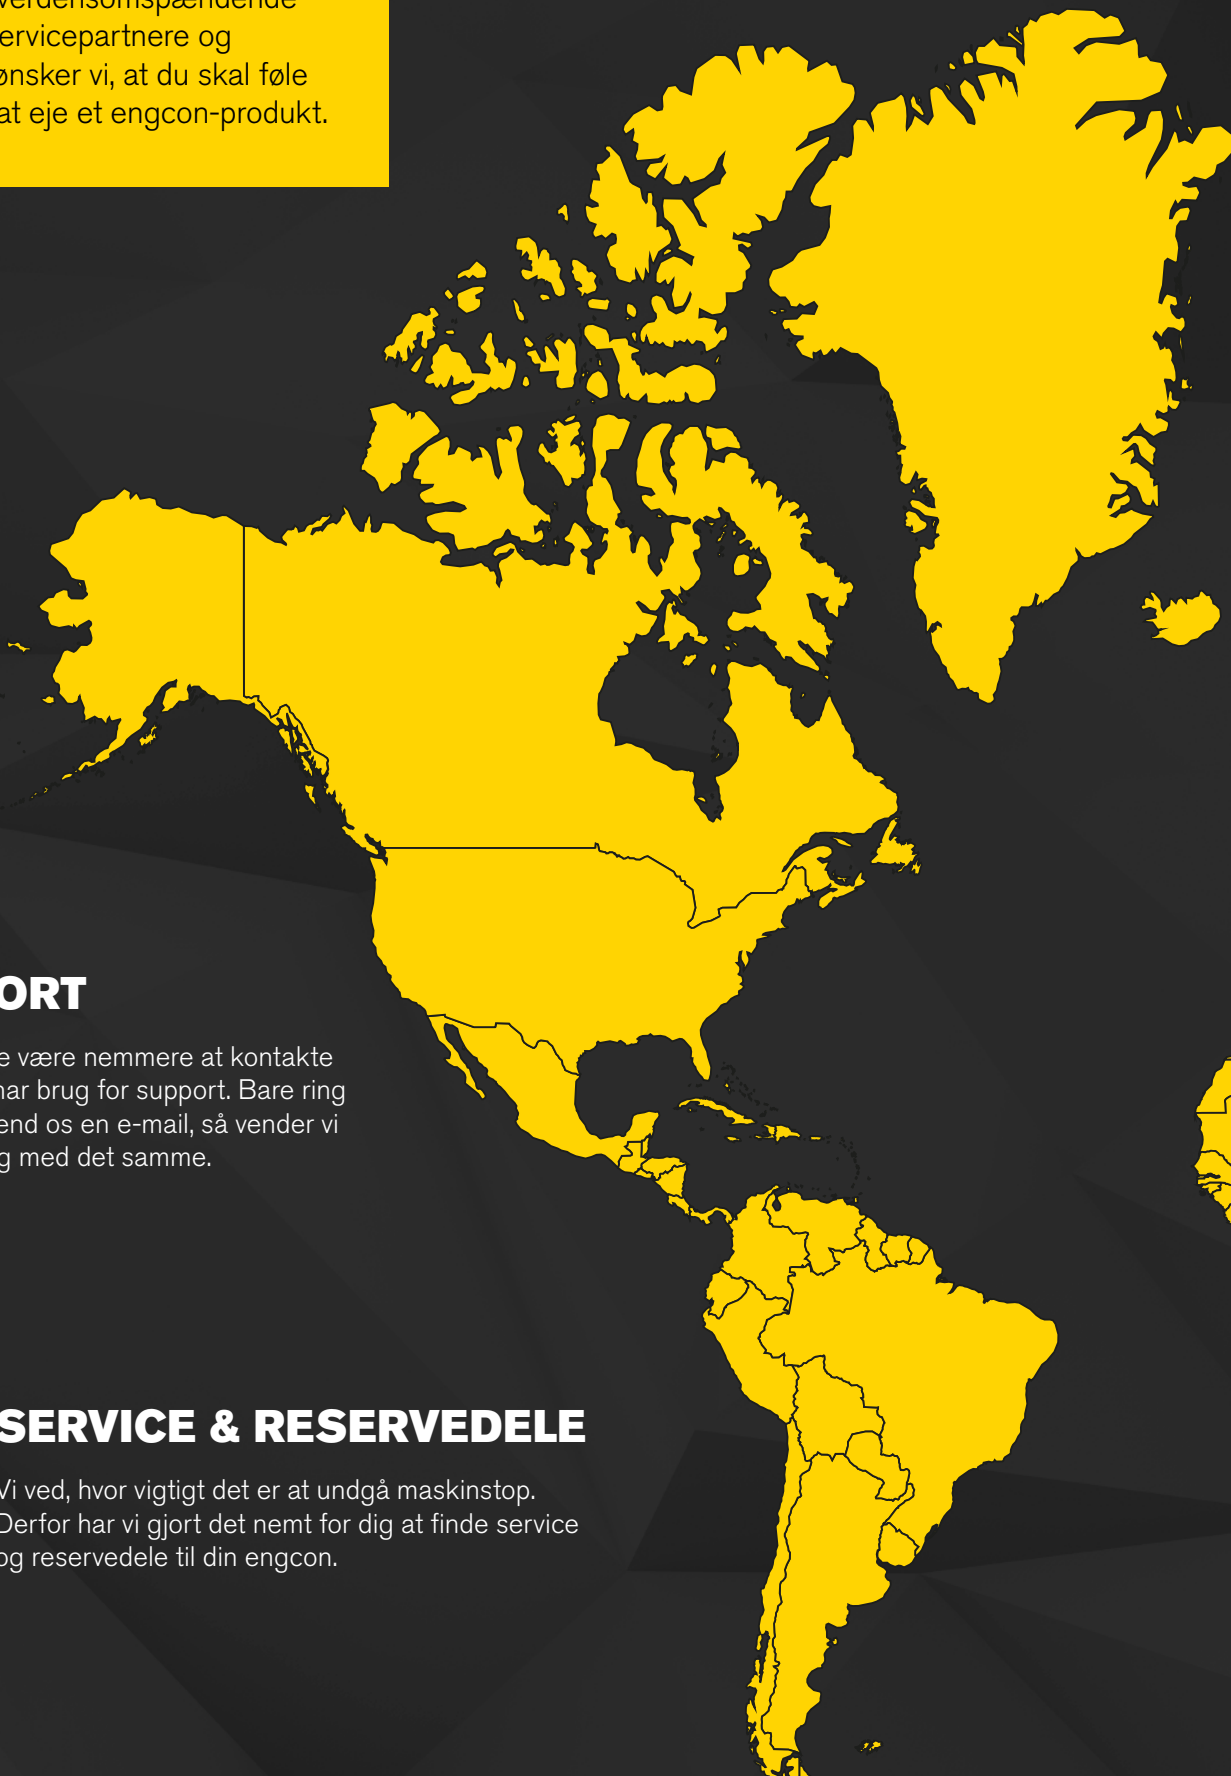 verdensomspændende
ervicepartnere og
ønsker vi, at du skal føle
at eje et engcon-produkt.
ORT
e være nemmere at kontakte
har brug for support. Bare ring
end os en e-mail, så vender vi
g med det samme.
SERVICE & RESERVEDELE
Vi ved, hvor vigtigt det er at undgå maskinstop.
Derfor har vi gjort det nemt for dig at finde service
og reservedele til din engcon.